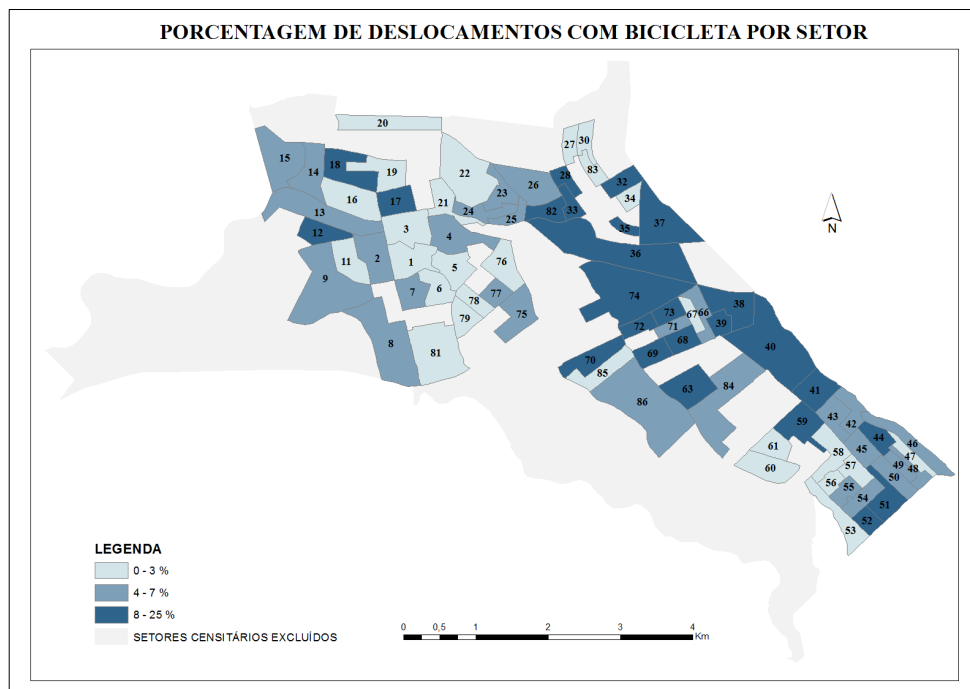 PORCENTAGEM DE DESLOCAMENTOS COM BICICLETA POR SETOR
20
27 30
15 14 18 19 22 28 83 32
16 17 23 26 34
13 21 24 25 82 33 35 37
12 3 4 36
9 11 2 1 5 76
7 6 78 77 74 38
79 75 73 67 66 39
8 81 72 71 68 40
70 69
85 63 84 41
86 59 43 42 44 46
61 58 45 47
60 57 49 48
56 55 50
54 51
53 52
N
LEGENDA
0 - 3 %
4 - 7 %
8 - 25 %
SETORES CENSITÁRIOS EXCLUÍDOS
0 0,5 1 2 3 4
Km